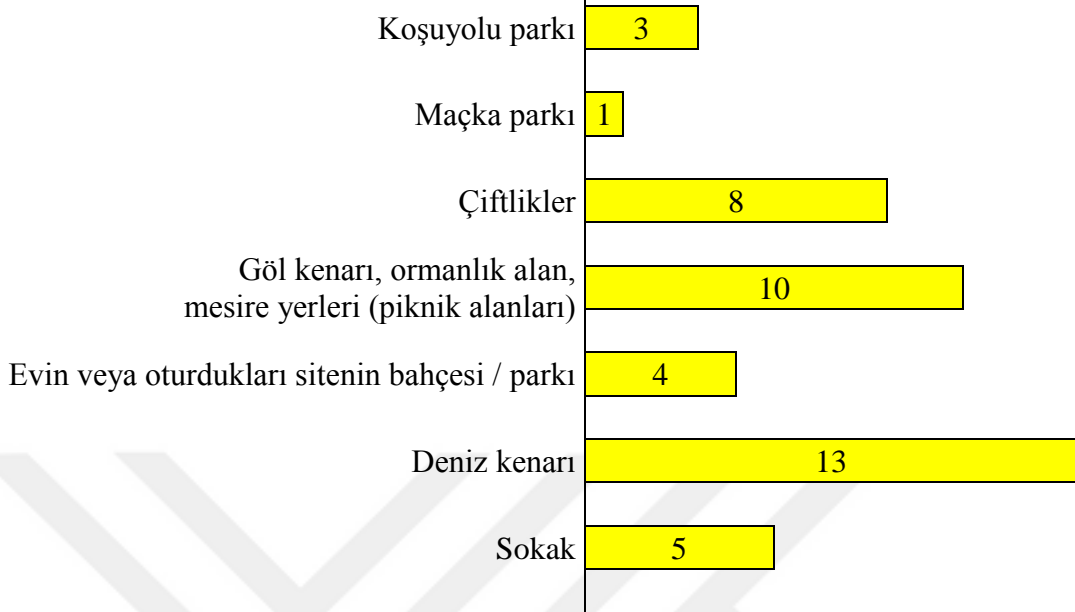 Koşuyolu parkı 3
Maçka parkı 1
Çiftlikler 8
Göl kenarı, ormanlık alan,
mesire yerleri (piknik alanları) 10
Evin veya oturdukları sitenin bahçesi / parkı 4
Deniz kenarı 13
Sokak 5